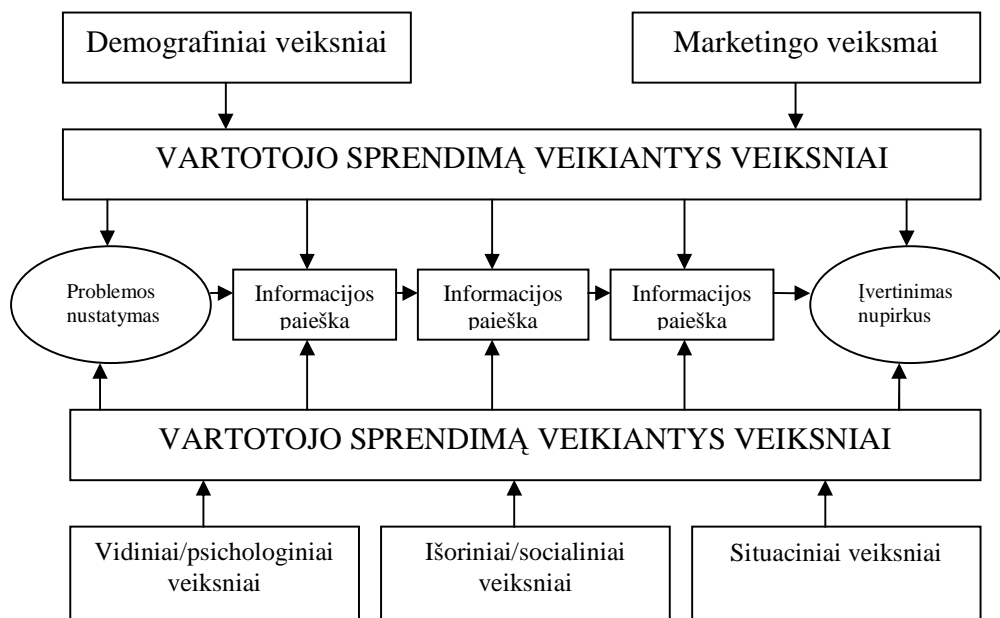 Demografiniai veiksniai
Marketingo veiksmai
VARTOTOJO SPRENDIMĄ VEIKIANTYS VEIKSNIAI
Problemos
nustatymas
Informacijos
paieška
Informacijos
paieška
Informacijos
paieška
Įvertinimas
nupirkus
VARTOTOJO SPRENDIMĄ VEIKIANTYS VEIKSNIAI
Vidiniai/psichologiniai
veiksniai
Išoriniai/socialiniai
veiksniai
Situaciniai veiksniai